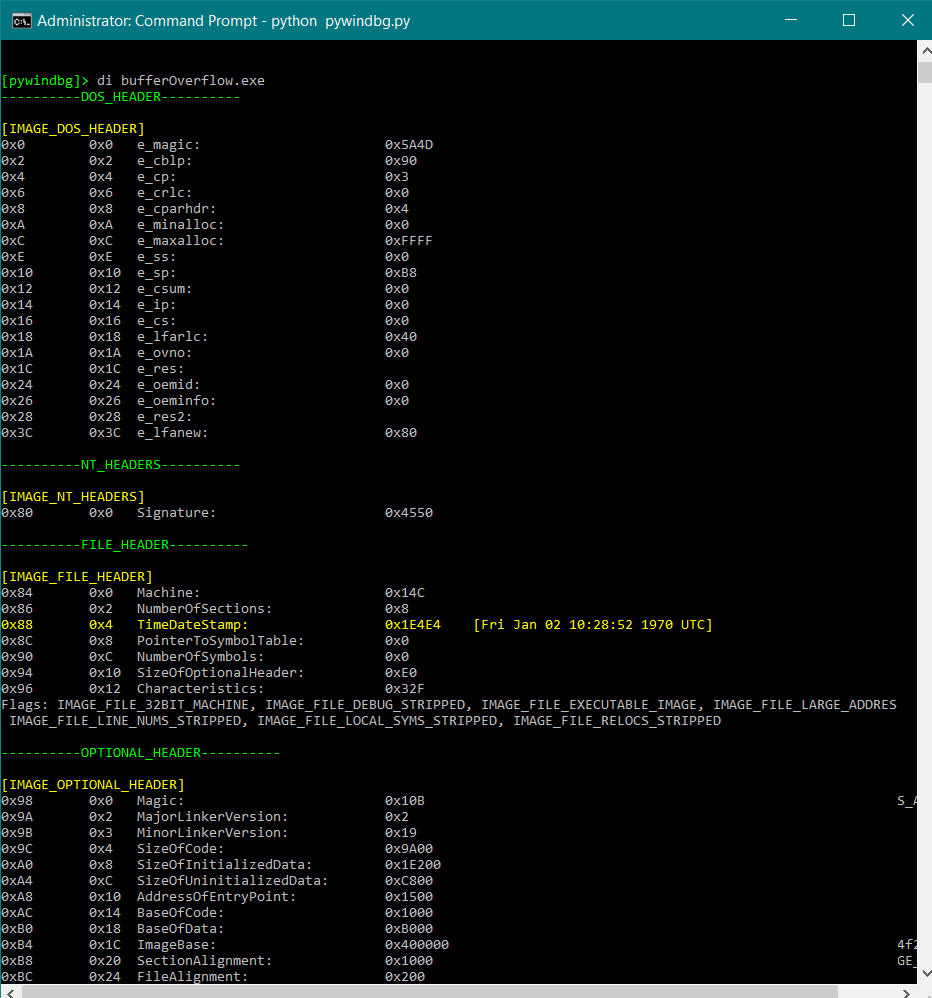 Administrator: Command Prompt - python  pywindbg.py
[pywindbg]> di bufferOverflow.exe
----------DOS_HEADER----------
[IMAGE_DOS_HEADER]
0x0        0x0   e_magic:                       0x5A4D
0x2        0x2   e_cblp:                        0x90
0x4        0x4   e_cp:                          0x3
0x6        0x6   e_crlc:                        0x0
0x8        0x8   e_cparhdr:                     0x4
0xA        0xA   e_minalloc:                    0x0
0xC        0xC   e_maxalloc:                    0xFFFF
0xE        0xE   e_ss:                          0x0
0x10       0x10  e_sp:                          0xB8
0x12       0x12  e_csum:                        0x0
0x14       0x14  e_ip:                          0x0
0x16       0x16  e_cs:                          0x0
0x18       0x18  e_lfarlc:                      0x40
0x1A       0x1A  e_ovno:                        0x0
0x1C       0x1C  e_res:
0x24       0x24  e_oemid:                       0x0
0x26       0x26  e_oeminfo:                     0x0
0x28       0x28  e_res2:
0x3C       0x3C  e_lfanew:                      0x80
----------NT_HEADERS----------
[IMAGE_NT_HEADERS]
0x80       0x0   Signature:                     0x4550
----------FILE_HEADER----------
[IMAGE_FILE_HEADER]
0x84       0x0   Machine:                       0x14C
0x86       0x2   NumberOfSections:              0x8
0x88       0x4   TimeDateStamp:                 0x1E4E4    [Fri Jan 02 10:28:52 1970 UTC]
0x8C       0x8   PointerToSymbolTable:          0x0
0x90       0xC   NumberOfSymbols:               0x0
0x94       0x10  SizeOfOptionalHeader:          0xE0
0x96       0x12  Characteristics:               0x32F
Flags: IMAGE_FILE_32BIT_MACHINE, IMAGE_FILE_DEBUG_STRIPPED, IMAGE_FILE_EXECUTABLE_IMAGE, IMAGE_FILE_LARGE_ADDRES
 IMAGE_FILE_LINE_NUMS_STRIPPED, IMAGE_FILE_LOCAL_SYMS_STRIPPED, IMAGE_FILE_RELOCS_STRIPPED
----------OPTIONAL_HEADER----------
[IMAGE_OPTIONAL_HEADER]
0x98       0x0   Magic:                         0x10B                                                           S_A
0x9A       0x2   MajorLinkerVersion:            0x2
0x9B       0x3   MinorLinkerVersion:            0x19
0x9C       0x4   SizeOfCode:                    0x9A00
0xA0       0x8   SizeOfInitializedData:         0x1E200
0xA4       0xC   SizeOfUninitializedData:       0xC800
0xA8       0x10  AddressOfEntryPoint:           0x1500
0xAC       0x14  BaseOfCode:                    0x1000
0xB0       0x18  BaseOfData:                    0xB000
0xB4       0x1C  ImageBase:                     0x400000                                                        4f2
0xB8       0x20  SectionAlignment:              0x1000                                                          GE_
0xBC       0x24  FileAlignment:                 0x200